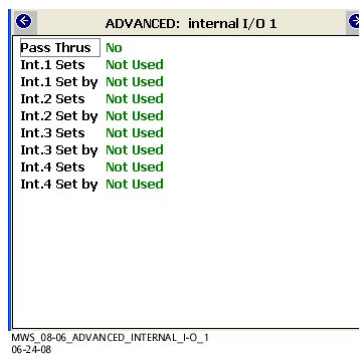 ADVANCED: internal I/O 1
Pass Thrus No
Int.1 Sets Not Used
Int.1 Set by Not Used
Int.2 Sets Not Used
Int.2 Set by Not Used
Int.3 Sets Not Used
Int.3 Set by Not Used
Int.4 Sets Not Used
Int.4 Set by Not Used
MWS_08-06_ADVANCED_INTERNAL_I-O_1
06-24-08